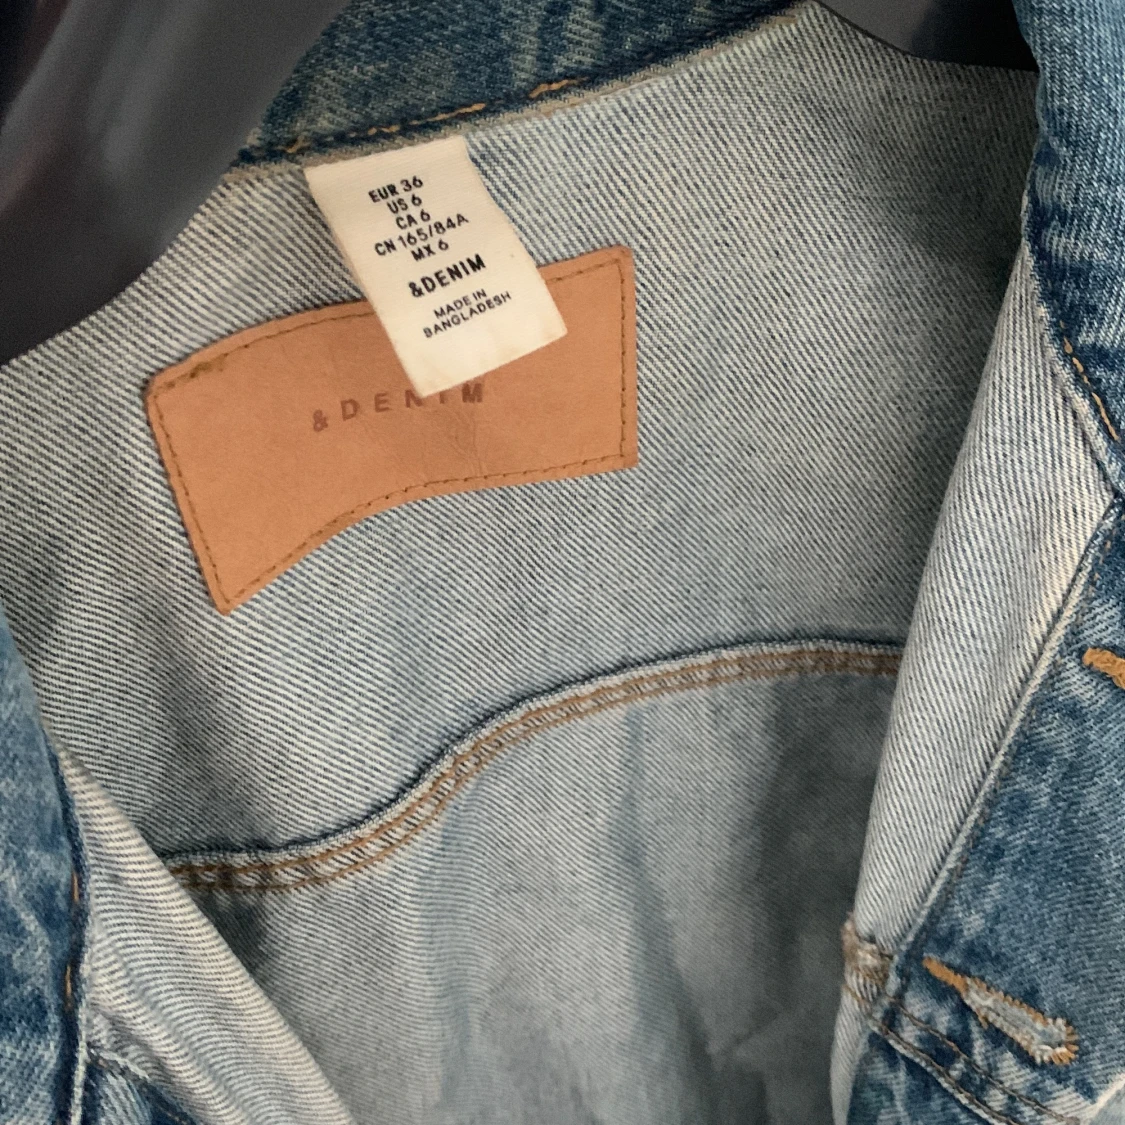 EUR 36
US 6
CA 6
CN 165/84A
MX 6
&DENIM
MADE IN
BANGLADESH
&DENIM